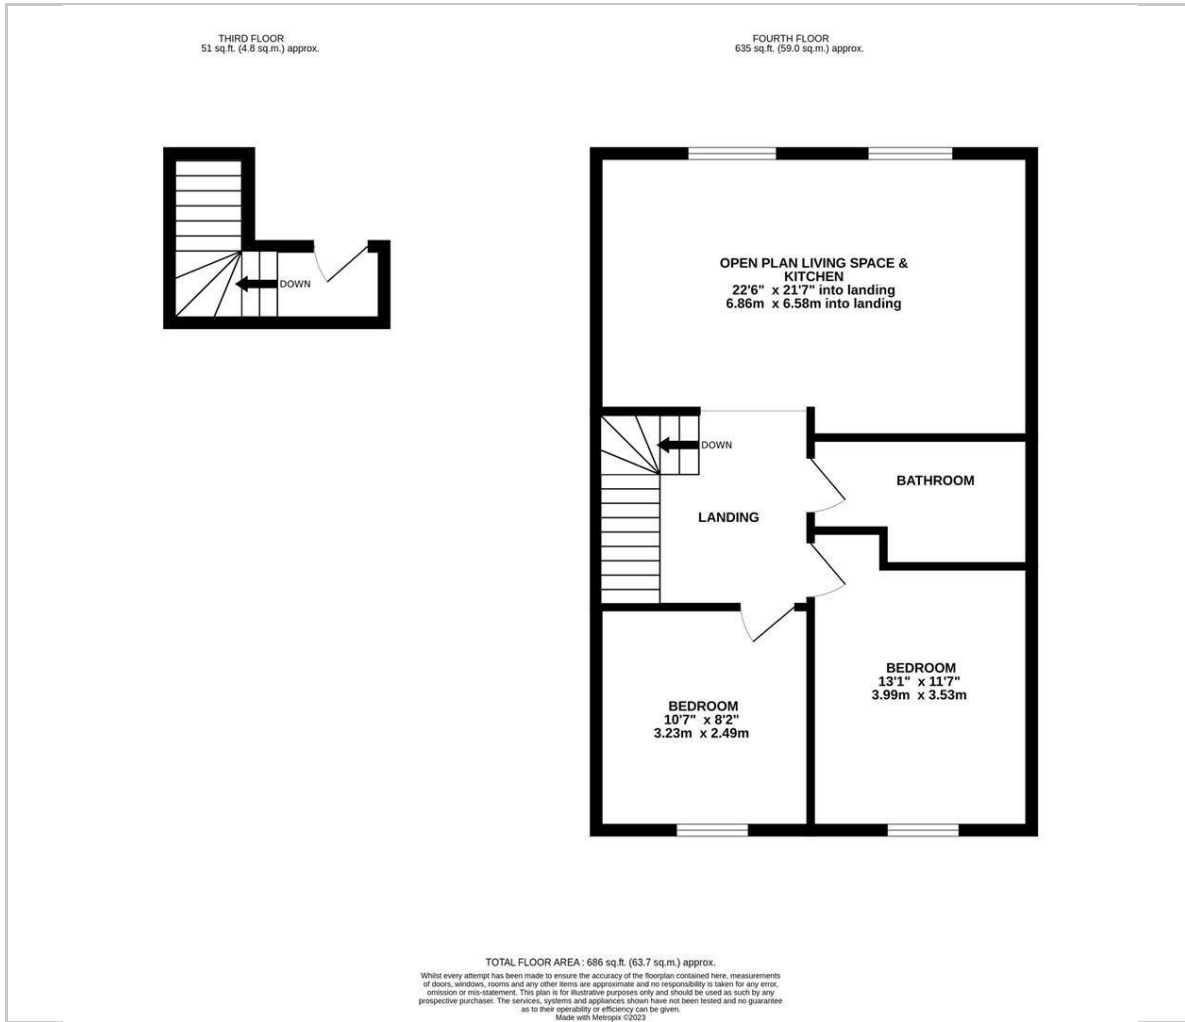 THIRD FLOOR
51 sq.ft. (4.8 sq.m.) approx.
FOURTH FLOOR
635 sq.ft. (59.0 sq.m.) approx.
DOWN
OPEN PLAN LIVING SPACE &
KITCHEN
22'6" x 21'7" into landing
6.86m x 6.58m into landing
DOWN
LANDING
BATHROOM
BEDROOM
10'7" x 8'2"
3.23m x 2.49m
BEDROOM
13'1" x 11'7"
3.99m x 3.53m
TOTAL FLOOR AREA : 686 sq.ft. (63.7 sq.m.) approx.
Whilst every attempt has been made to ensure the accuracy of the floorplan contained here, measurements
of doors, windows, rooms and any other items are approximate and no responsibility is taken for any error,
omission or mis-statement. This plan is for illustrative purposes only and should be used as such by any
prospective purchaser. The services, systems and appliances shown have not been tested and no guarantee
as to their operability or efficiency can be given.
Made with Metropix ©2023